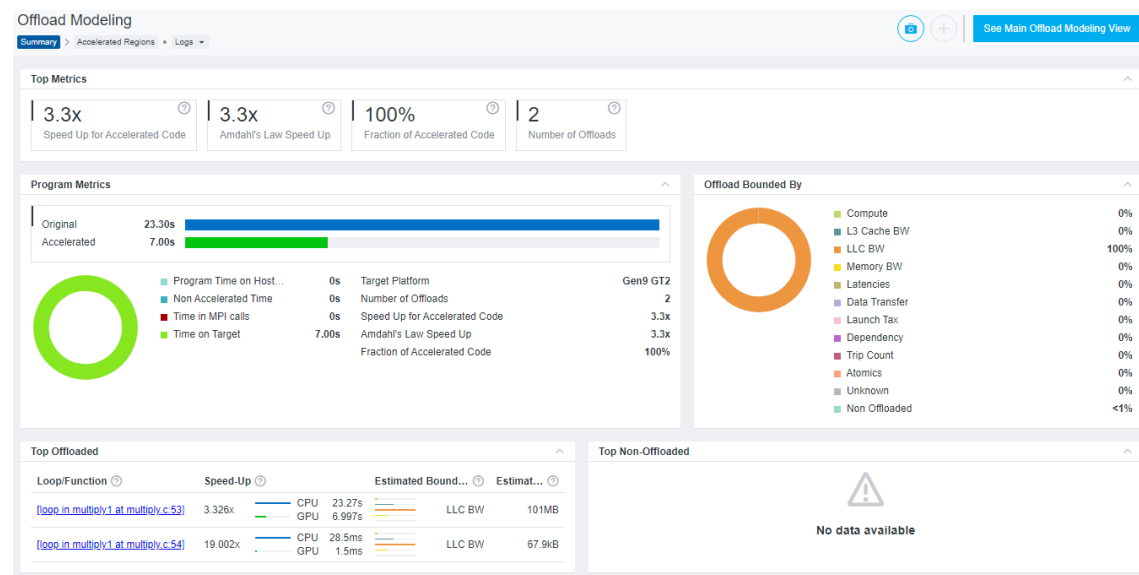 Offload Modeling
Summary > Accelerated Regions • Logs
See Main Offload Modeling View
Top Metrics
3.3x
Speed Up for Accelerated Code
3.3x
Amdahl's Law Speed Up
100%
Fraction of Accelerated Code
2
Number of Offloads
Program Metrics
Original 23.30s
Accelerated 7.00s
Program Time on Host... 0s
Non Accelerated Time 0s
Time in MPI calls 0s
Time on Target 7.00s
Target Platform Gen9 GT2
Number of Offloads 2
Speed Up for Accelerated Code 3.3x
Amdahl's Law Speed Up 3.3x
Fraction of Accelerated Code 100%
Offload Bounded By
Compute 0%
L3 Cache BW 0%
LLC BW 100%
Memory BW 0%
Latencies 0%
Data Transfer 0%
Launch Tax 0%
Dependency 0%
Trip Count 0%
Atomics 0%
Unknown 0%
Non Offloaded <1%
Top Offloaded
Loop/Function Speed-Up Estimated Bound... Estimat...
[loop in multiply1 at multiply.c:53] 3.326x CPU 23.27s LLC BW 101MB
GPU 6.997s
[loop in multiply1 at multiply.c:54] 19.002x CPU 28.5ms LLC BW 67.9kB
GPU 1.5ms
Top Non-Offloaded
No data available